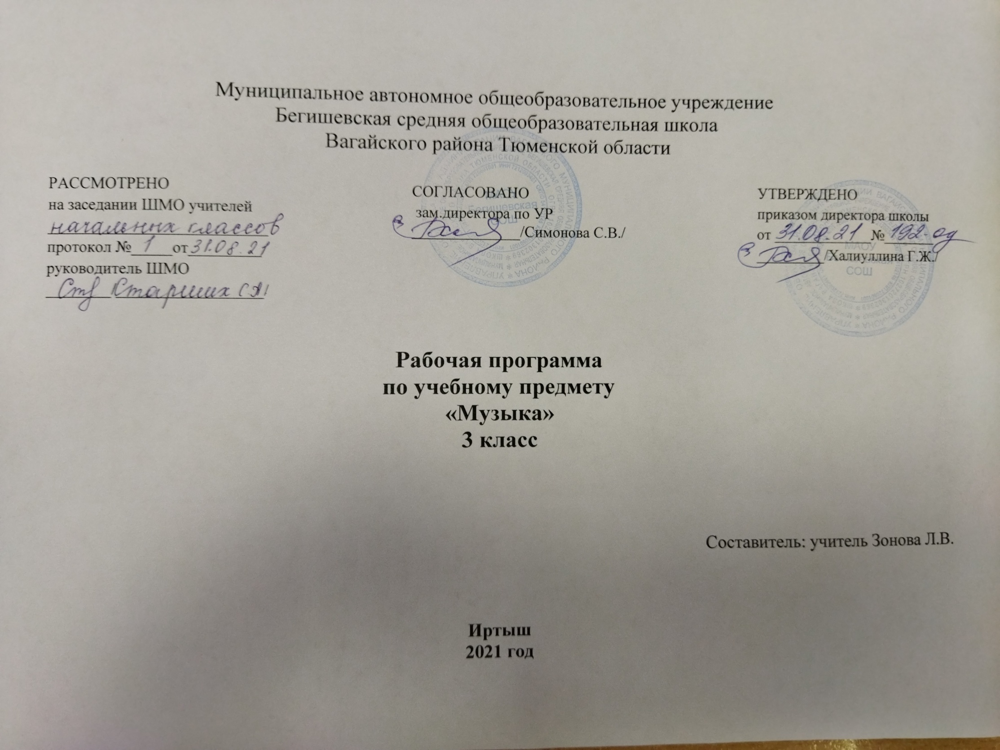 Муниципальное автономное общеобразовательное учреждение
Бегишевская средняя общеобразовательная школа
Вагайского района Тюменской области
РАССМОТРЕНО
на заседании ШМО учителей
начальных классов
протокол № 1 от 31.08.21
руководитель ШМО
Старших С.А.
СОГЛАСОВАНО
зам.директора по УР
/Симонова С.В./
УТВЕРЖДЕНО
приказом директора школы
от 31.08.21 № 192-од
/Халиуллина Г.Ж./
МАОУ
СОШ
Рабочая программа
по учебному предмету
«Музыка»
3 класс
Составитель: учитель Зонова Л.В.
Иртыш
2021 год